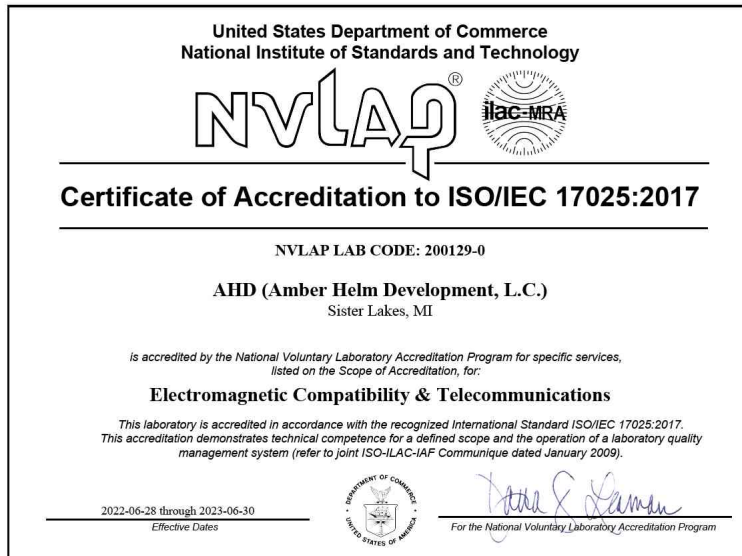 United States Department of Commerce
National Institute of Standards and Technology
NVLAP®
ilac-MRA
Certificate of Accreditation to ISO/IEC 17025:2017
NVLAP LAB CODE: 200129-0
AHD (Amber Helm Development, L.C.)
Sister Lakes, MI
is accredited by the National Voluntary Laboratory Accreditation Program for specific services,
listed on the Scope of Accreditation, for:
Electromagnetic Compatibility & Telecommunications
This laboratory is accredited in accordance with the recognized International Standard ISO/IEC 17025:2017.
This accreditation demonstrates technical competence for a defined scope and the operation of a laboratory quality
management system (refer to joint ISO-ILAC-IAF Communique dated January 2009).
2022-06-28 through 2023-06-30
Effective Dates
DEPARTMENT OF COMMERCE
UNITED STATES OF AMERICA
For the National Voluntary Laboratory Accreditation Program